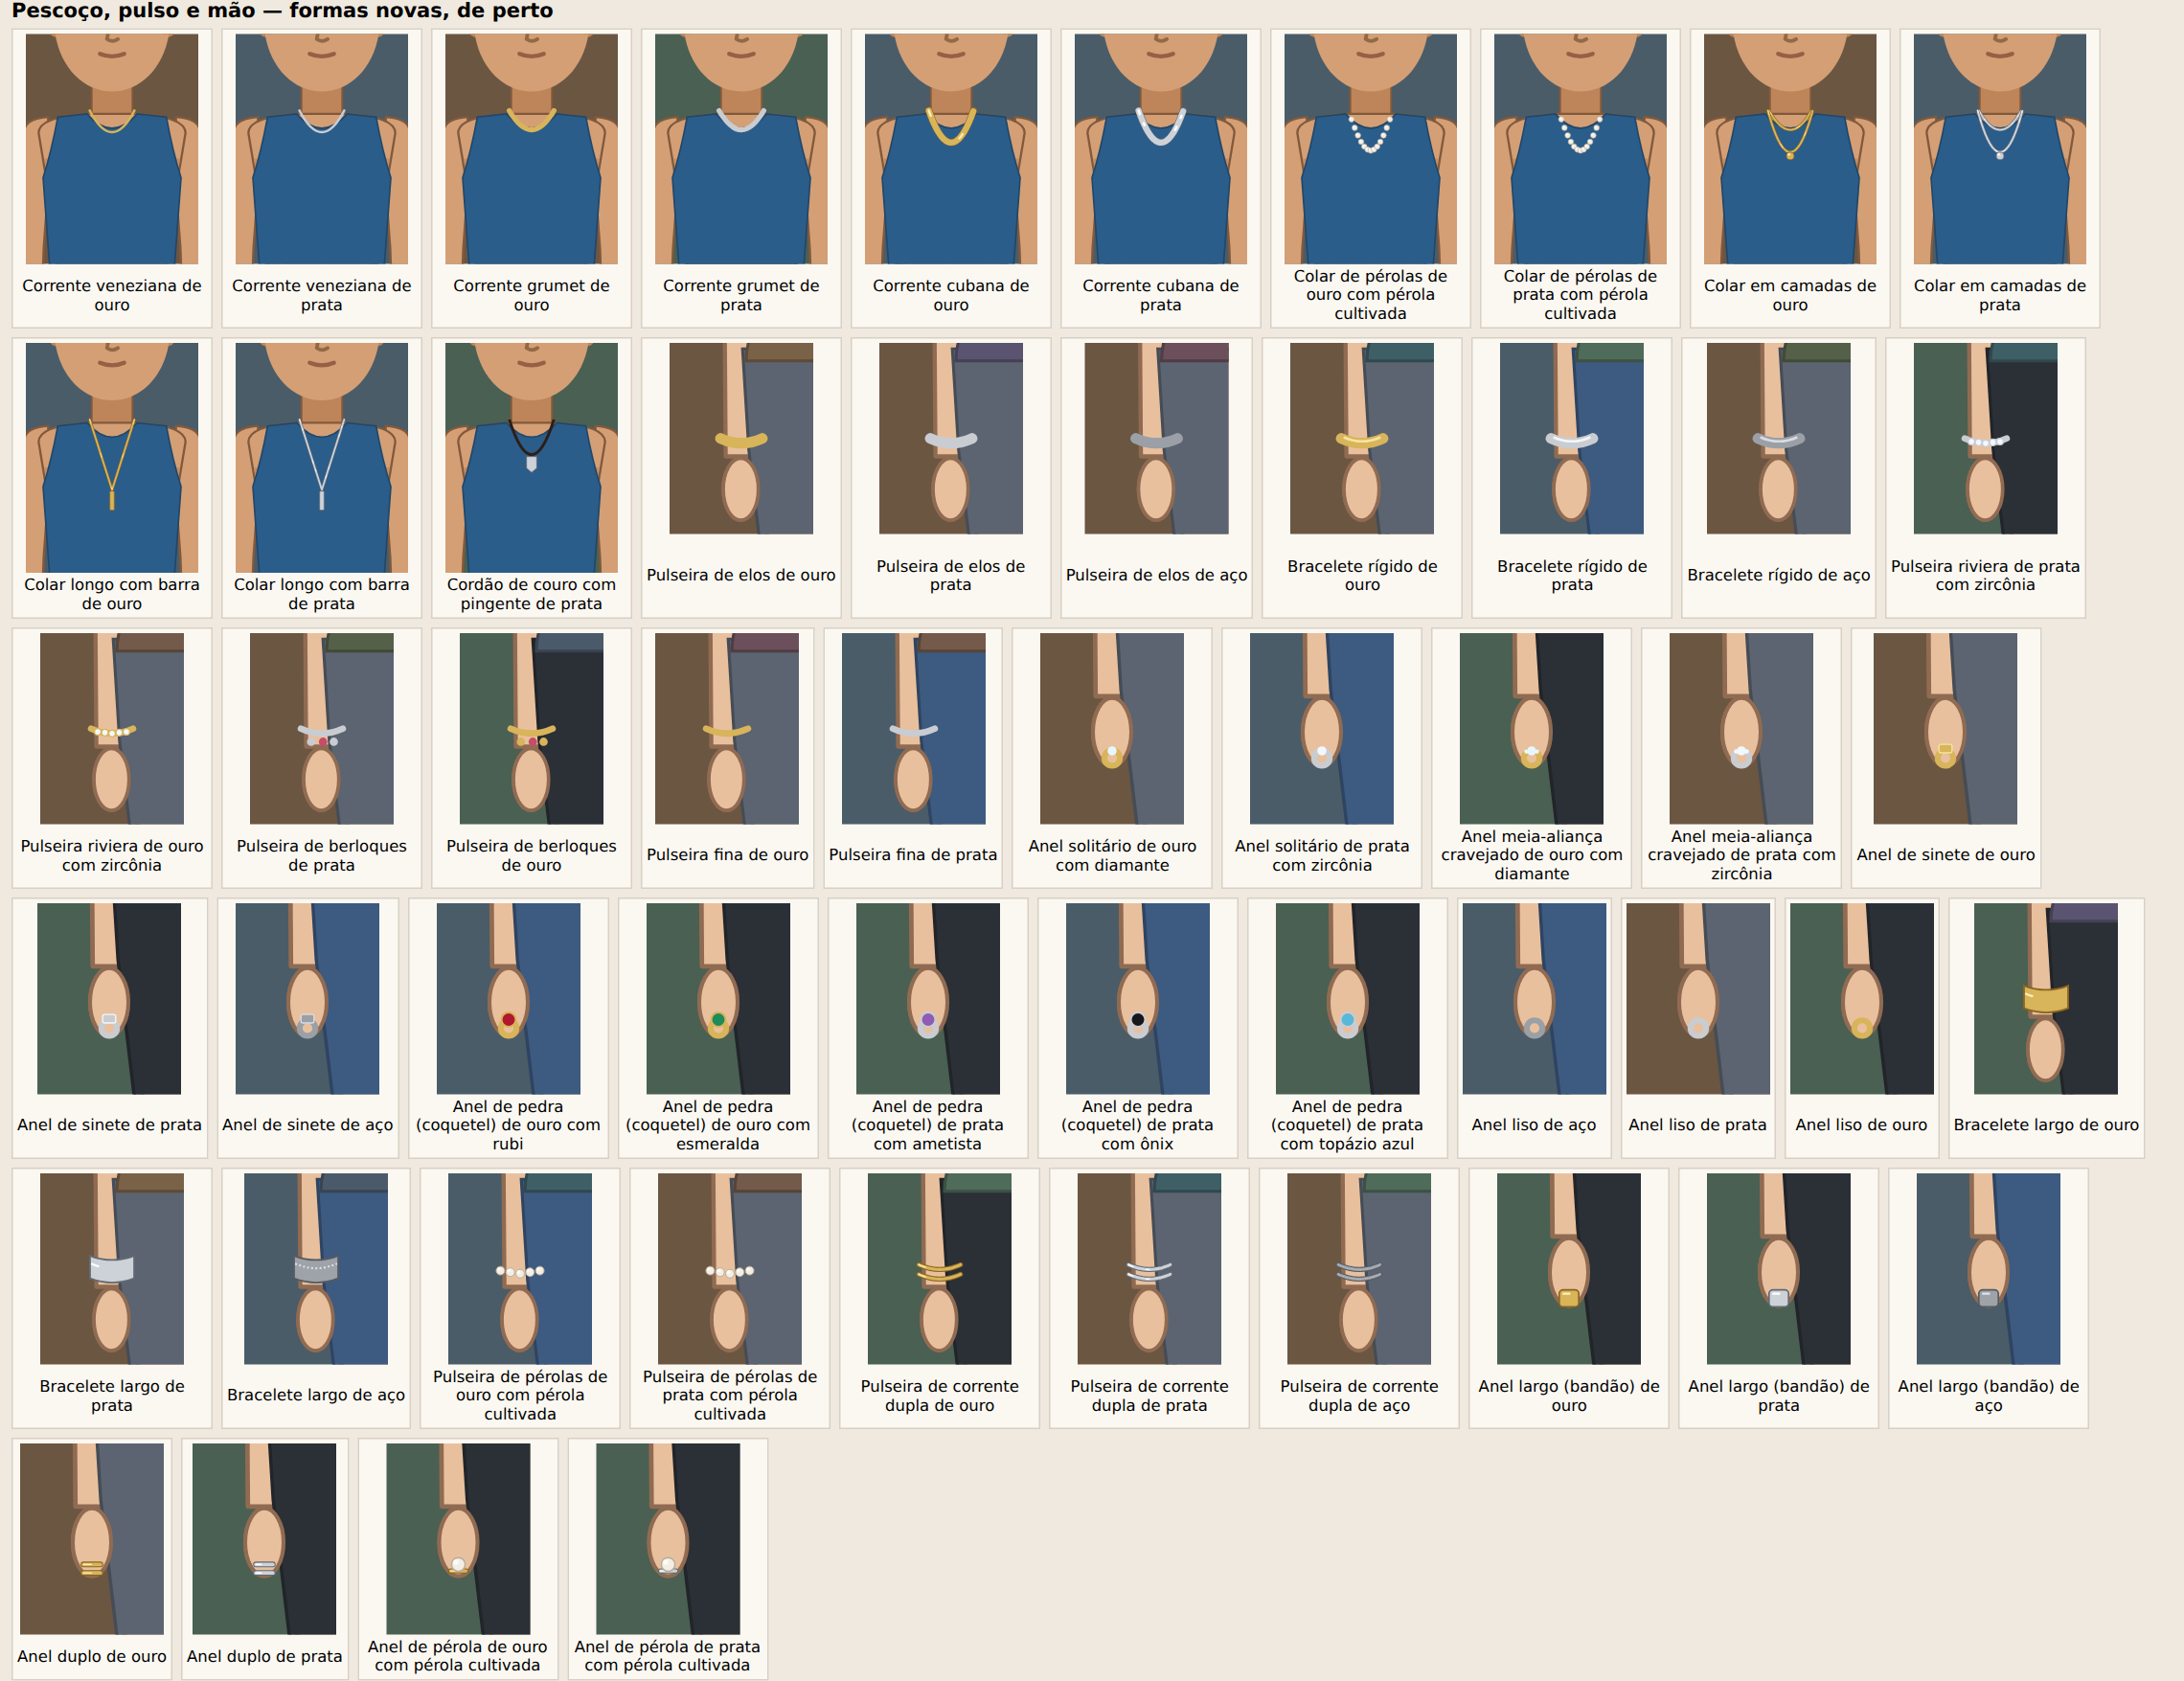 Pescoço, pulso e mão — formas novas, de perto
Corrente veneziana de
ouro
Corrente veneziana de
prata
Corrente grumet de
ouro
Corrente grumet de
prata
Corrente cubana de
ouro
Corrente cubana de
prata
Colar de pérolas de
ouro com pérola
cultivada
Colar de pérolas de
prata com pérola
cultivada
Colar em camadas de
ouro
Colar em camadas de
prata
Colar longo com barra
de ouro
Colar longo com barra
de prata
Cordão de couro com
pingente de prata
Pulseira de elos de ouro
Pulseira de elos de
prata
Pulseira de elos de aço
Bracelete rígido de
ouro
Bracelete rígido de
prata
Bracelete rígido de aço
Pulseira riviera de prata
com zircônia
Pulseira riviera de ouro
com zircônia
Pulseira de berloques
de prata
Pulseira de berloques
de ouro
Pulseira fina de ouro
Pulseira fina de prata
Anel solitário de ouro
com diamante
Anel solitário de prata
com zircônia
Anel meia-aliança
cravejado de ouro com
diamante
Anel meia-aliança
cravejado de prata com
zircônia
Anel de sinete de ouro
Anel de sinete de prata
Anel de sinete de aço
Anel de pedra
(coquetel) de ouro com
rubi
Anel de pedra
(coquetel) de ouro com
esmeralda
Anel de pedra
(coquetel) de prata
com ametista
Anel de pedra
(coquetel) de prata
com ônix
Anel de pedra
(coquetel) de prata
com topázio azul
Anel liso de aço
Anel liso de prata
Anel liso de ouro
Bracelete largo de ouro
Bracelete largo de
prata
Bracelete largo de aço
Pulseira de pérolas de
ouro com pérola
cultivada
Pulseira de pérolas de
prata com pérola
cultivada
Pulseira de corrente
dupla de ouro
Pulseira de corrente
dupla de prata
Pulseira de corrente
dupla de aço
Anel largo (bandão) de
ouro
Anel largo (bandão) de
prata
Anel largo (bandão) de
aço
Anel duplo de ouro
Anel duplo de prata
Anel de pérola de ouro
com pérola cultivada
Anel de pérola de prata
com pérola cultivada